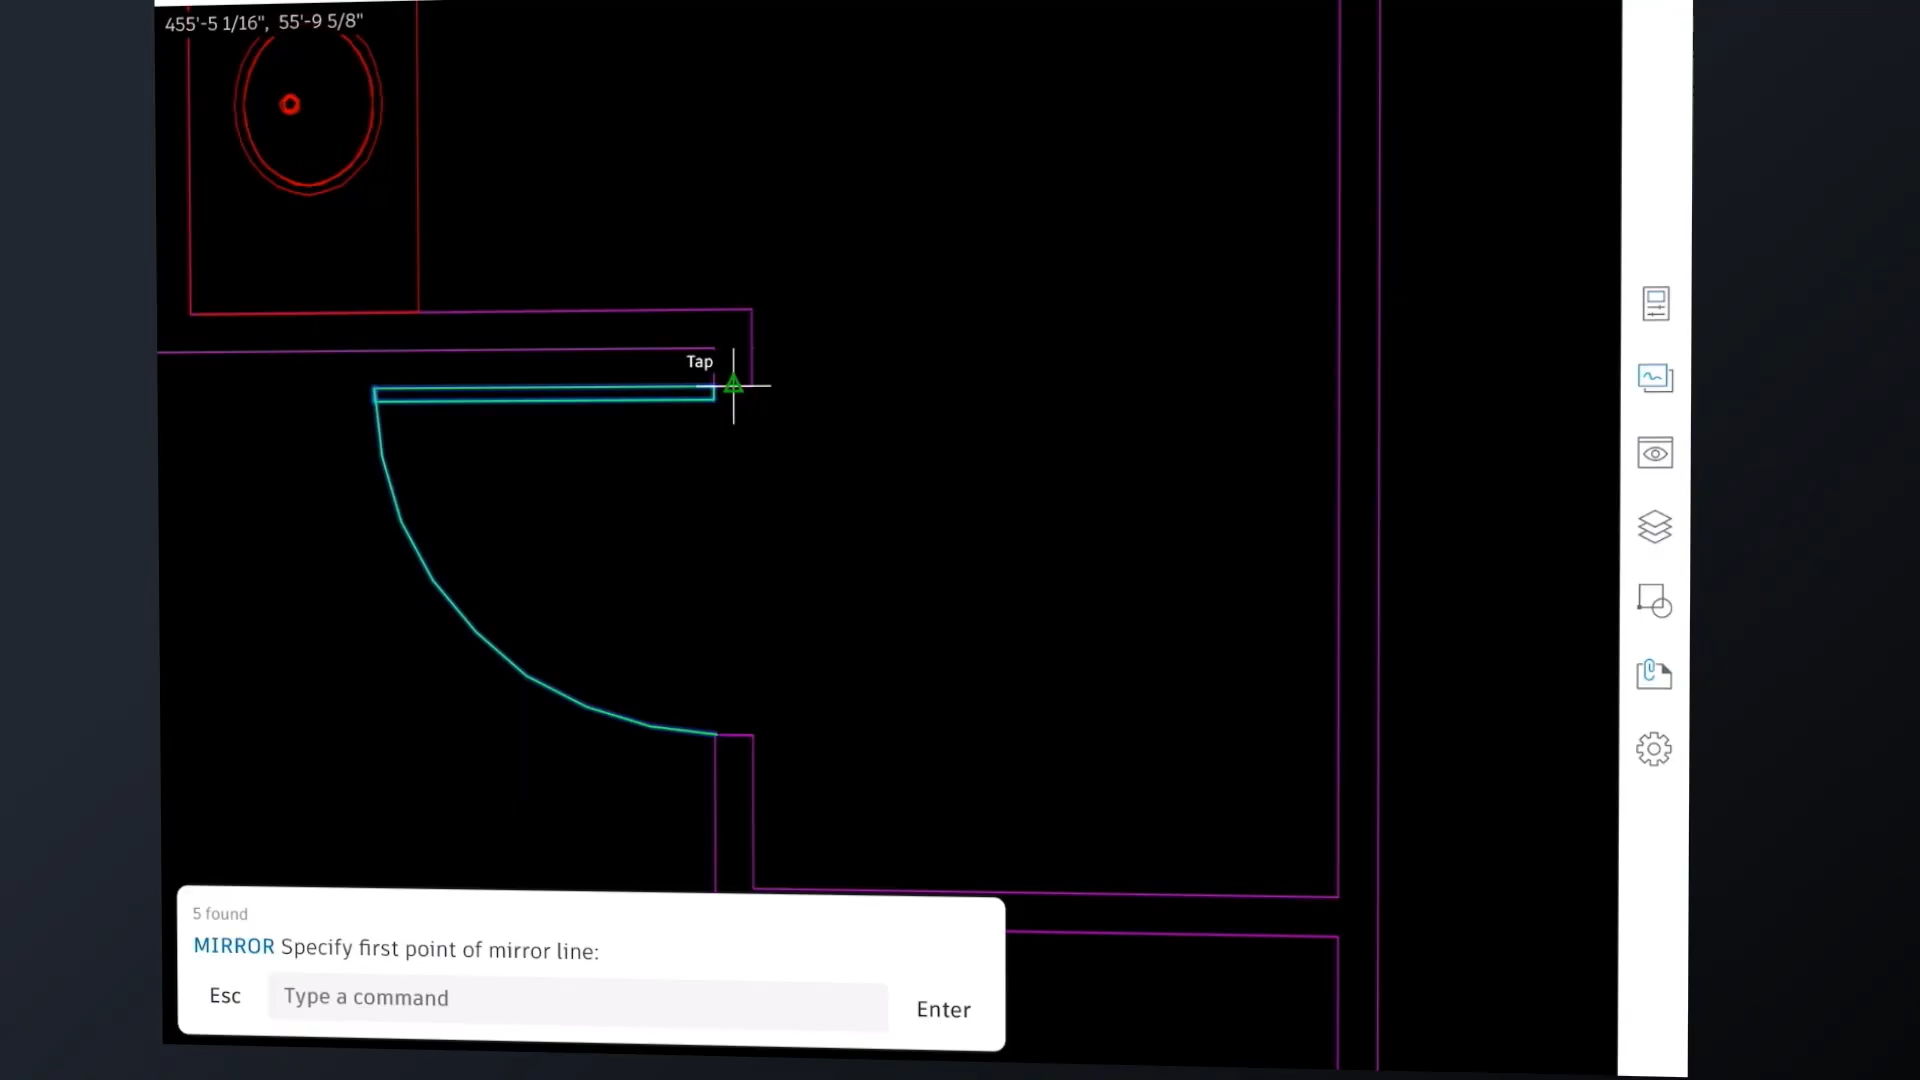 455'-5 1/16", 55'-9 5/8"
Tap
5 found
MIRROR Specify first point of mirror line:
Esc
Type a command
Enter